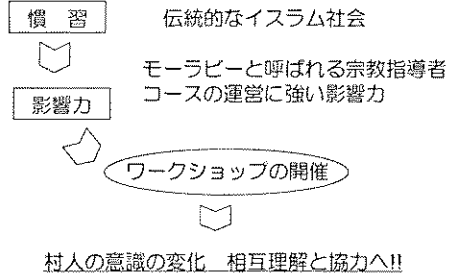 慣 習
伝統的なイスラム社会
モーラビーと呼ばれる宗教指導者
コースの運営に強い影響力
影響力
ワークショップの開催
村人の意識の変化 相互理解と協力へ!!